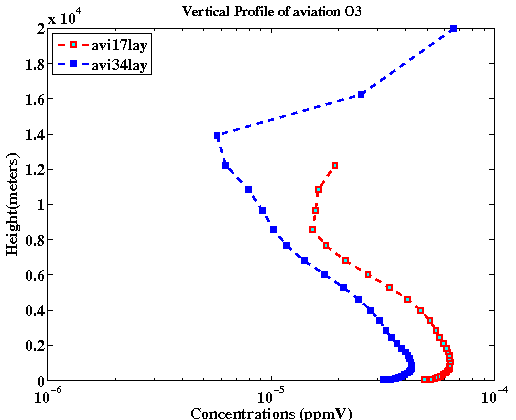 Vertical Profile of aviation O3
x 10^4
2
1.8
1.6
1.4
1.2
1
0.8
0.6
0.4
0.2
0
Height(meters)
avi17lay
avi34lay
10^-6
10^-5
10^-4
Concentrations (ppmV)